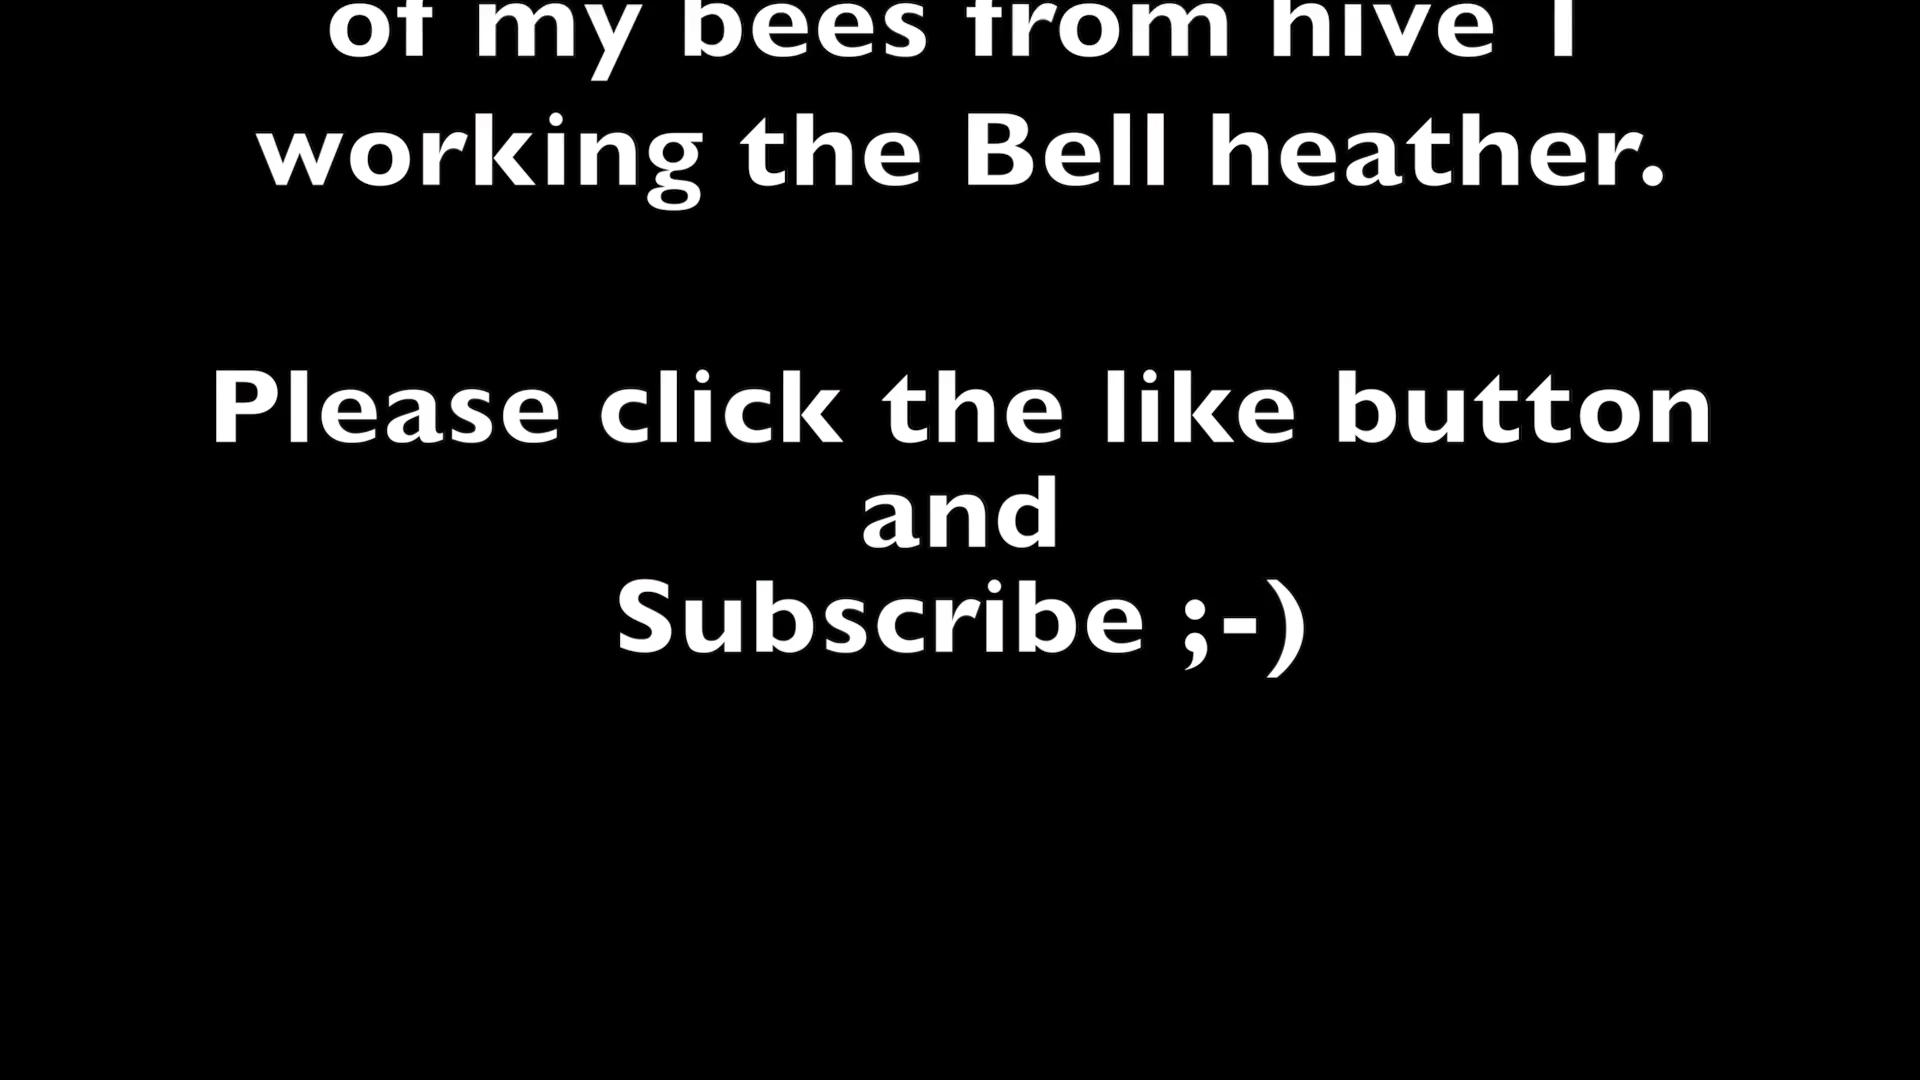 of my bees from hive 1
working the Bell heather.
Please click the like button
and
Subscribe ;-)